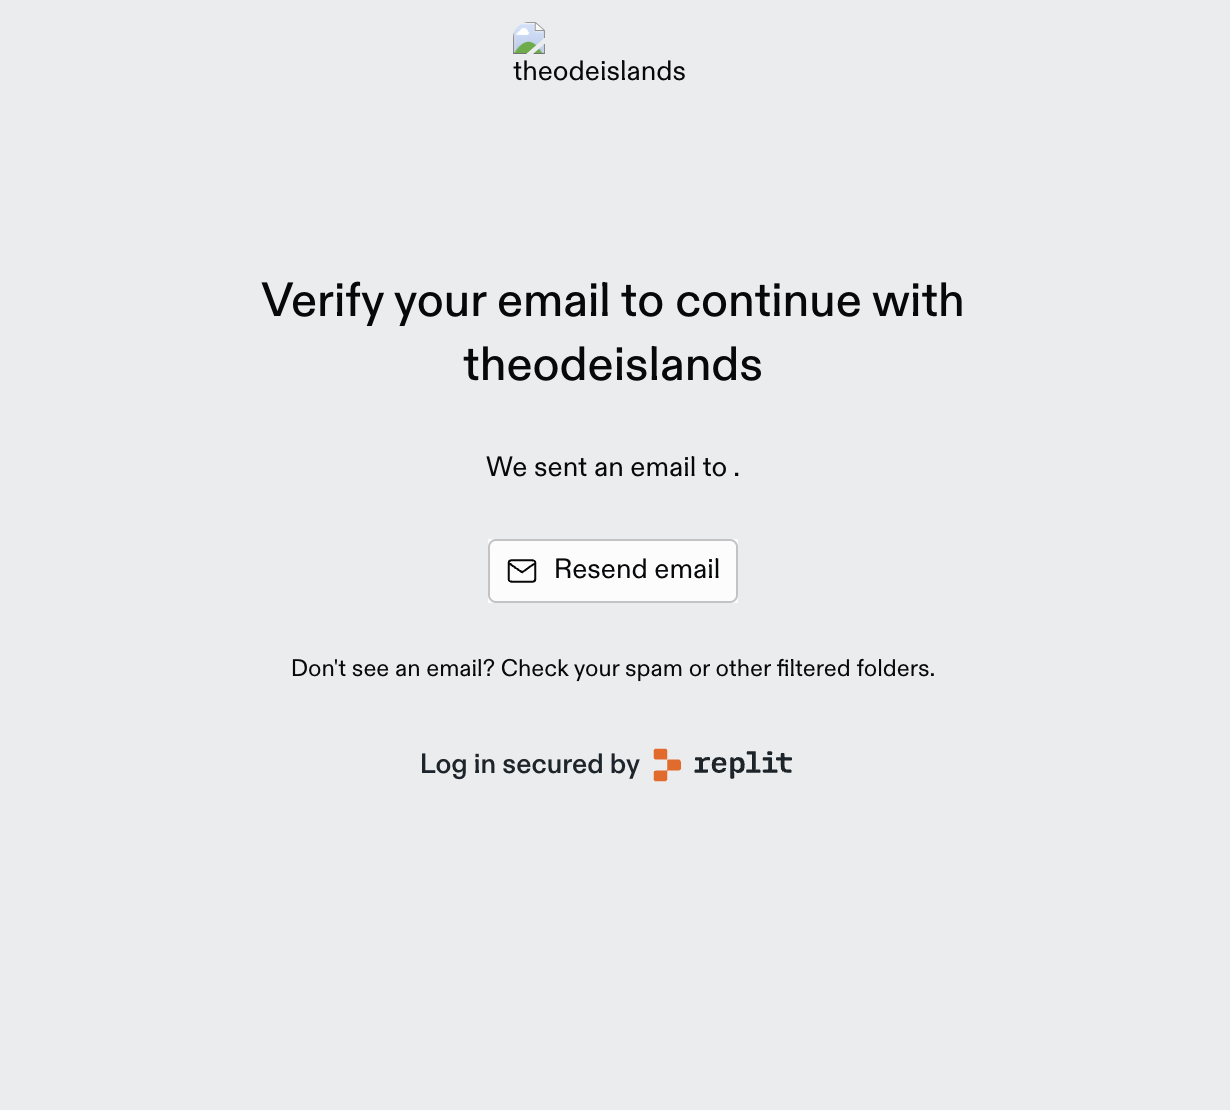 theodeislands
Verify your email to continue with
theodeislands
We sent an email to .
Resend email
Don't see an email? Check your spam or other filtered folders.
Log in secured by replit